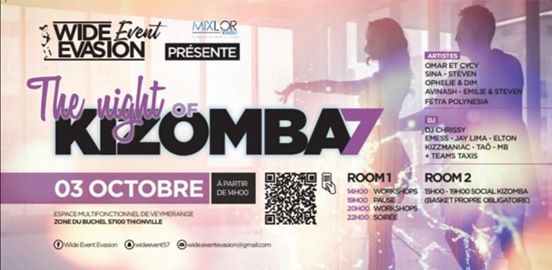 WIDE Event
EVASION
MIXLOR
PRÉSENTE
The night OF
KIZOMBA 7
03 OCTOBRE
À PARTIR
DE 14H00
ESPACE MULTIFONCTIONNEL DE VEYMERANGE
ZONE DU BUCHEL 57100 THIONVILLE
Wide Event Evasion
wideevent57
wide.eventevasion@gmail.com
ARTISTES
OMAR ET CYCY
SINA - STEVEN
OPHELIE & DIM
AVINASH - EMILIE & STEVEN
FETIA POLYNESIA
DJ
DJ CHRISSY
EMESS - JAY LIMA - ELTON
KIZZMANIAC - TAÔ - MB
+ TEAMS TAXIS
ROOM 1
14H00 WORKSHOPS
19H00 PAUSE
20H00 WORKSHOPS
22H00 SOIRÉE
ROOM 2
15H00 - 19H00 SOCIAL KIZOMBA
(BASKET PROPRE OBLIGATOIRE)